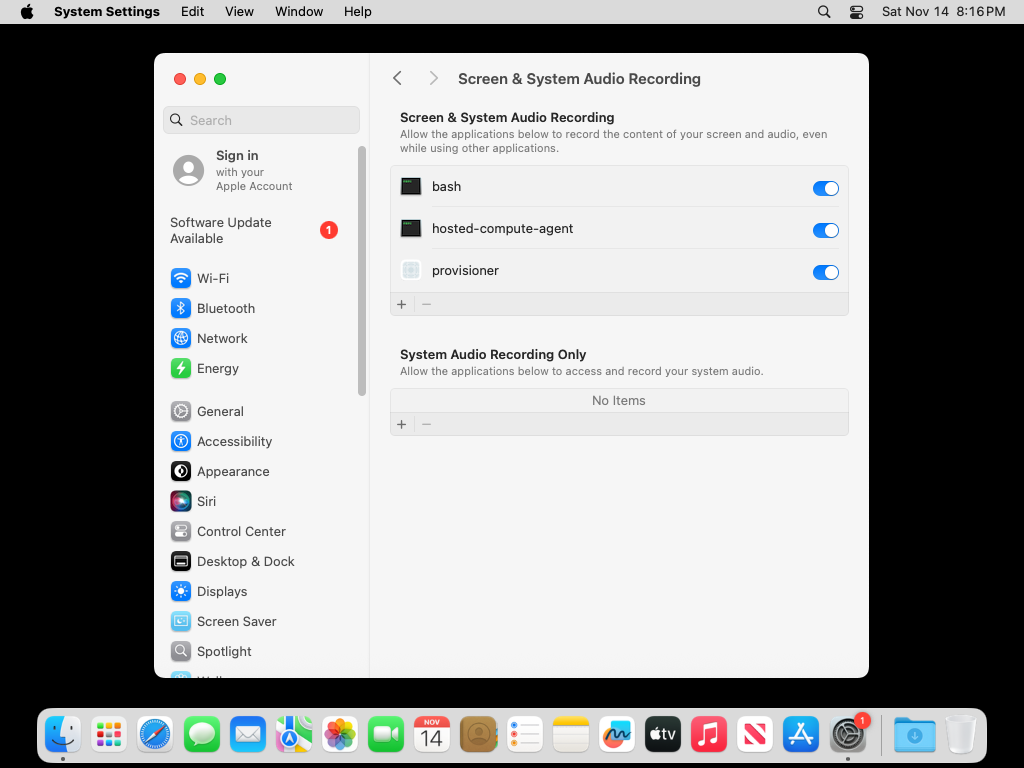 System Settings Edit View Window Help Sat Nov 14 8:16 PM
Screen & System Audio Recording
Search
Sign in
with your
Apple Account
Software Update
Available
1
Wi-Fi
Bluetooth
Network
Energy
General
Accessibility
Appearance
Siri
Control Center
Desktop & Dock
Displays
Screen Saver
Spotlight
Screen & System Audio Recording
Allow the applications below to record the content of your screen and audio, even
while using other applications.
bash
hosted-compute-agent
provisioner
System Audio Recording Only
Allow the applications below to access and record your system audio.
No Items
NOV
14
tv
1